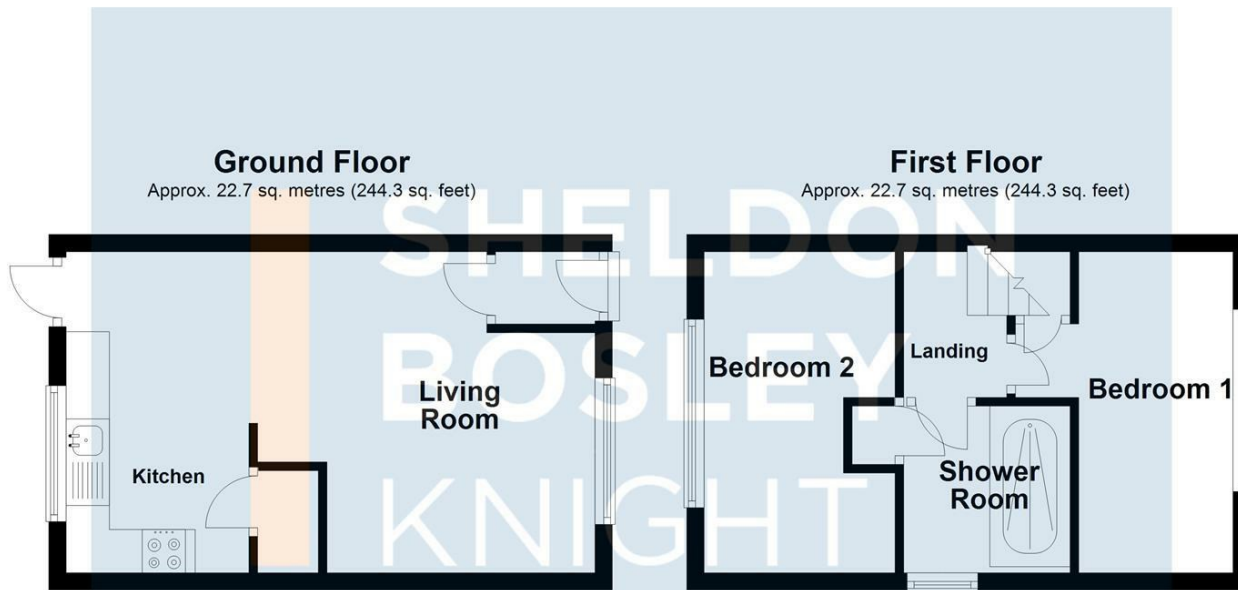 Ground Floor
Approx. 22.7 sq. metres (244.3 sq. feet)
First Floor
Approx. 22.7 sq. metres (244.3 sq. feet)
SHELDON
BOSLEY
KNIGHT
Living
Room
Kitchen
Bedroom 2
Landing
Bedroom 1
Shower
Room